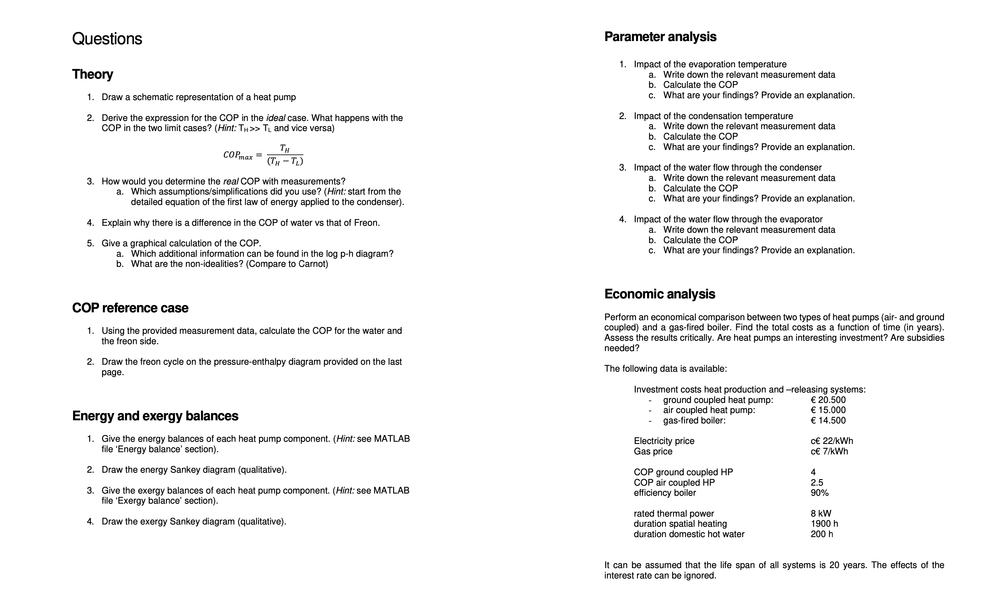 Questions
Theory
1. Draw a schematic representation of a heat pump
2. Derive the expression for the COP in the ideal case. What happens with the
COP in the two limit cases? (Hint: TH >> TL and vice versa)
COPmax = TH / (TH − TL)
3. How would you determine the real COP with measurements?
a. Which assumptions/simplifications did you use? (Hint: start from the
detailed equation of the first law of energy applied to the condenser).
4. Explain why there is a difference in the COP of water vs that of Freon.
5. Give a graphical calculation of the COP.
a. Which additional information can be found in the log p-h diagram?
b. What are the non-idealities? (Compare to Carnot)
COP reference case
1. Using the provided measurement data, calculate the COP for the water and
the freon side.
2. Draw the freon cycle on the pressure-enthalpy diagram provided on the last
page.
Energy and exergy balances
1. Give the energy balances of each heat pump component. (Hint: see MATLAB
file ‘Energy balance’ section).
2. Draw the energy Sankey diagram (qualitative).
3. Give the exergy balances of each heat pump component. (Hint: see MATLAB
file ‘Exergy balance’ section).
4. Draw the exergy Sankey diagram (qualitative).
Parameter analysis
1. Impact of the evaporation temperature
a. Write down the relevant measurement data
b. Calculate the COP
c. What are your findings? Provide an explanation.
2. Impact of the condensation temperature
a. Write down the relevant measurement data
b. Calculate the COP
c. What are your findings? Provide an explanation.
3. Impact of the water flow through the condenser
a. Write down the relevant measurement data
b. Calculate the COP
c. What are your findings? Provide an explanation.
4. Impact of the water flow through the evaporator
a. Write down the relevant measurement data
b. Calculate the COP
c. What are your findings? Provide an explanation.
Economic analysis
Perform an economical comparison between two types of heat pumps (air- and ground
coupled) and a gas-fired boiler. Find the total costs as a function of time (in years).
Assess the results critically. Are heat pumps an interesting investment? Are subsidies
needed?
The following data is available:
Investment costs heat production and –releasing systems:
- ground coupled heat pump: € 20.500
- air coupled heat pump: € 15.000
- gas-fired boiler: € 14.500
Electricity price c€ 22/kWh
Gas price c€ 7/kWh
COP ground coupled HP 4
COP air coupled HP 2.5
efficiency boiler 90%
rated thermal power 8 kW
duration spatial heating 1900 h
duration domestic hot water 200 h
It can be assumed that the life span of all systems is 20 years. The effects of the
interest rate can be ignored.